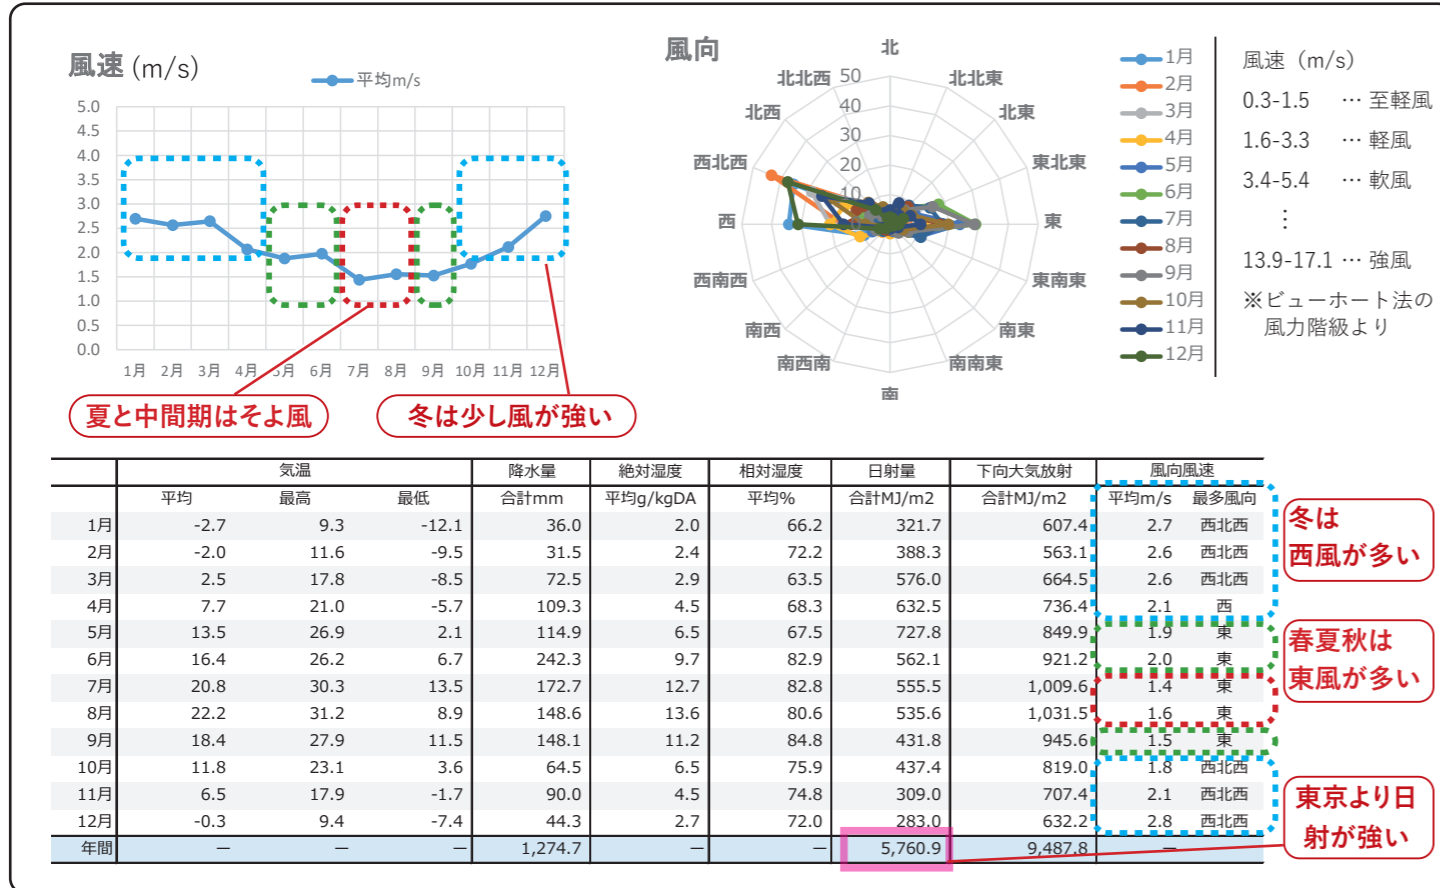 風速 (m/s)
平均m/s
5.0
4.5
4.0
3.5
3.0
2.5
2.0
1.5
1.0
0.5
0.0
1月 2月 3月 4月 5月 6月 7月 8月 9月 10月 11月 12月
夏と中間期はそよ風
冬は少し風が強い
風向
北
北北東
北東
東北東
東
東南東
南東
南南東
南
南西南
南西
西南西
西
西北西
北西
北北西
50
40
30
20
10
1月
2月
3月
4月
5月
6月
7月
8月
9月
10月
11月
12月
風速（m/s）
0.3-1.5 … 至軽風
1.6-3.3 … 軽風
3.4-5.4 … 軟風
⋮
13.9-17.1 … 強風
※ビューホート法の
風力階級より
気温 降水量 絶対湿度 相対湿度 日射量 下向大気放射 風向風速
平均 最高 最低 合計mm 平均g/kgDA 平均% 合計MJ/m2 合計MJ/m2 平均m/s 最多風向
1月 -2.7 9.3 -12.1 36.0 2.0 66.2 321.7 607.4 2.7 西北西
2月 -2.0 11.6 -9.5 31.5 2.4 72.2 388.3 563.1 2.6 西北西
3月 2.5 17.8 -8.5 72.5 2.9 63.5 576.0 664.5 2.6 西北西
4月 7.7 21.0 -5.7 109.3 4.5 68.3 632.5 736.4 2.1 西
5月 13.5 26.9 2.1 114.9 6.5 67.5 727.8 849.9 1.9 東
6月 16.4 26.2 6.7 242.3 9.7 82.9 562.1 921.2 2.0 東
7月 20.8 30.3 13.5 172.7 12.7 82.8 555.5 1,009.6 1.4 東
8月 22.2 31.2 8.9 148.6 13.6 80.6 535.6 1,031.5 1.6 東
9月 18.4 27.9 11.5 148.1 11.2 84.8 431.8 945.6 1.5 東
10月 11.8 23.1 3.6 64.5 6.5 75.9 437.4 819.0 1.8 西北西
11月 6.5 17.9 -1.7 90.0 4.5 74.8 309.0 707.4 2.1 西北西
12月 -0.3 9.4 -7.4 44.3 2.7 72.0 283.0 632.2 2.8 西北西
年間 － － － 1,274.7 － － 5,760.9 9,487.8 －
冬は
西風が多い
春夏秋は
東風が多い
東京より日
射が強い